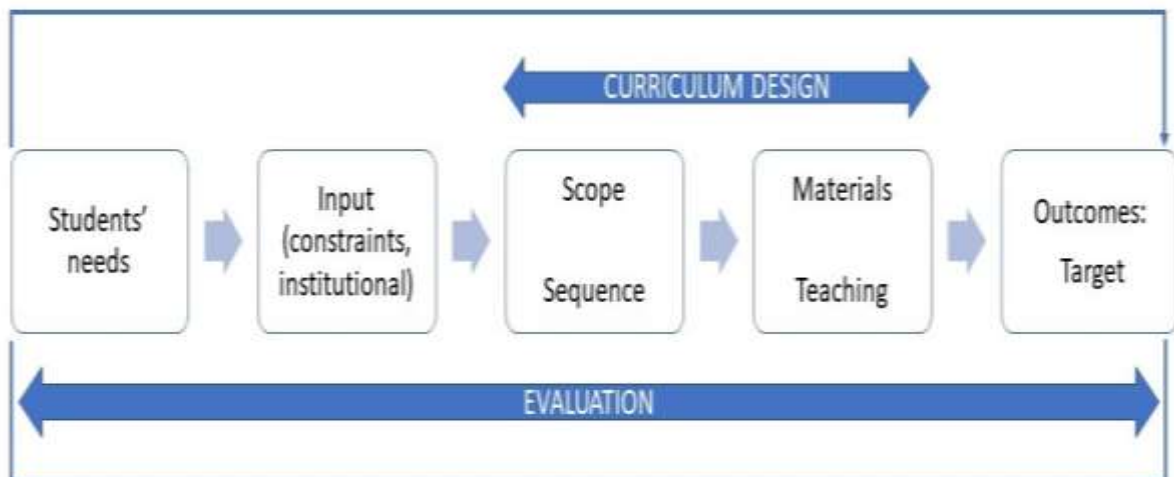 CURRICULUM DESIGN
Students'
needs
Input
(constraints,
institutional)
Scope
Sequence
Materials
Teaching
Outcomes:
Target
EVALUATION